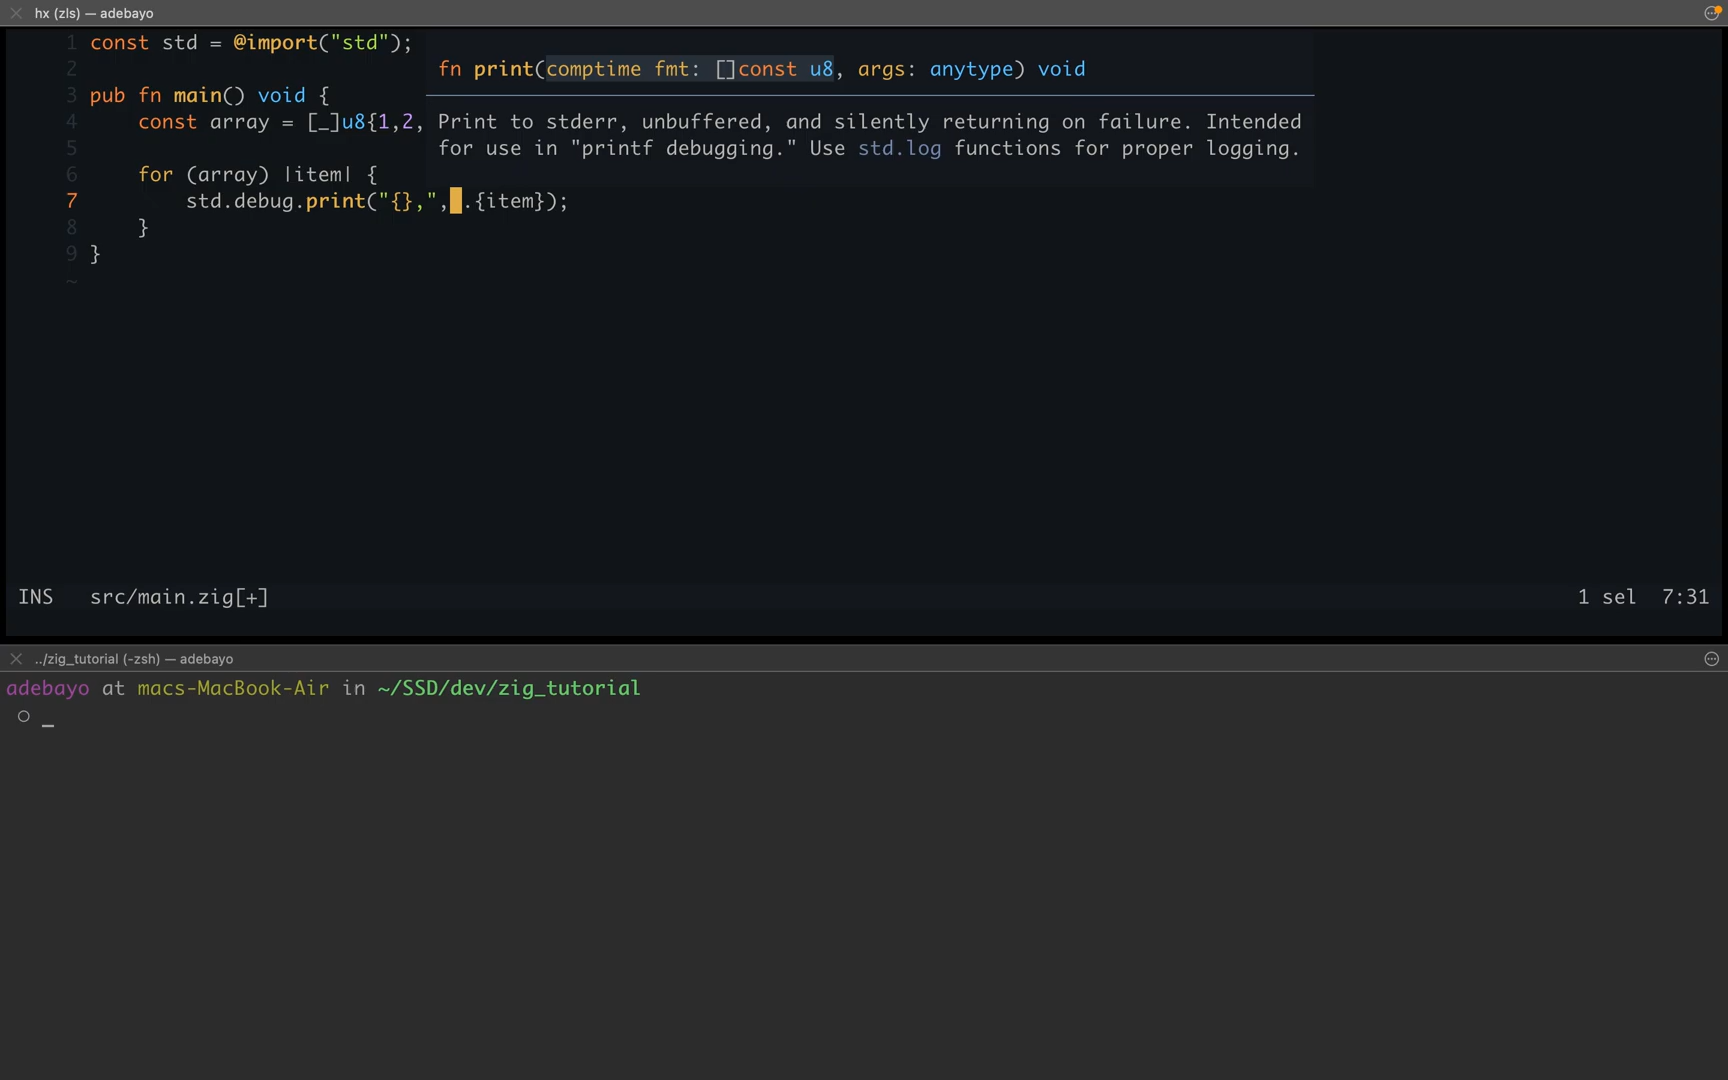 hx (zls) — adebayo
1 const std = @import("std");
2
fn print(comptime fmt: []const u8, args: anytype) void
3 pub fn main() void {
4 const array = [_]u8{1,2,
Print to stderr, unbuffered, and silently returning on failure. Intended
5
for use in "printf debugging." Use std.log functions for proper logging.
6 for (array) |item| {
7 std.debug.print("{},", .{item});
8 }
9 }
~
INS src/main.zig[+] 1 sel 7:31
../zig_tutorial (-zsh) — adebayo
adebayo at macs-MacBook-Air in ~/SSD/dev/zig_tutorial
○ _